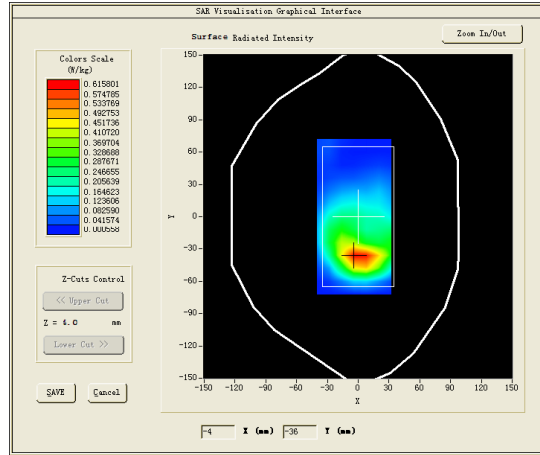 SAR Visualisation Graphical Interface
Surface Radiated Intensity
Zoom In/Out
Colors Scale
(W/kg)
0.615801
0.574785
0.533769
0.492753
0.451736
0.410720
0.369704
0.328688
0.287671
0.246655
0.205639
0.164623
0.123606
0.082590
0.041574
0.000558
Z-Cuts Control
<< Upper Cut
Z = 4.0 mm
Lower Cut >>
SAVE Cancel
150
120
90
60
30
0
-30
-60
-90
-120
-150
Y
-150 -120 -90 -60 -30 0 30 60 90 120 150
X
-4 X (mm) -36 Y (mm)